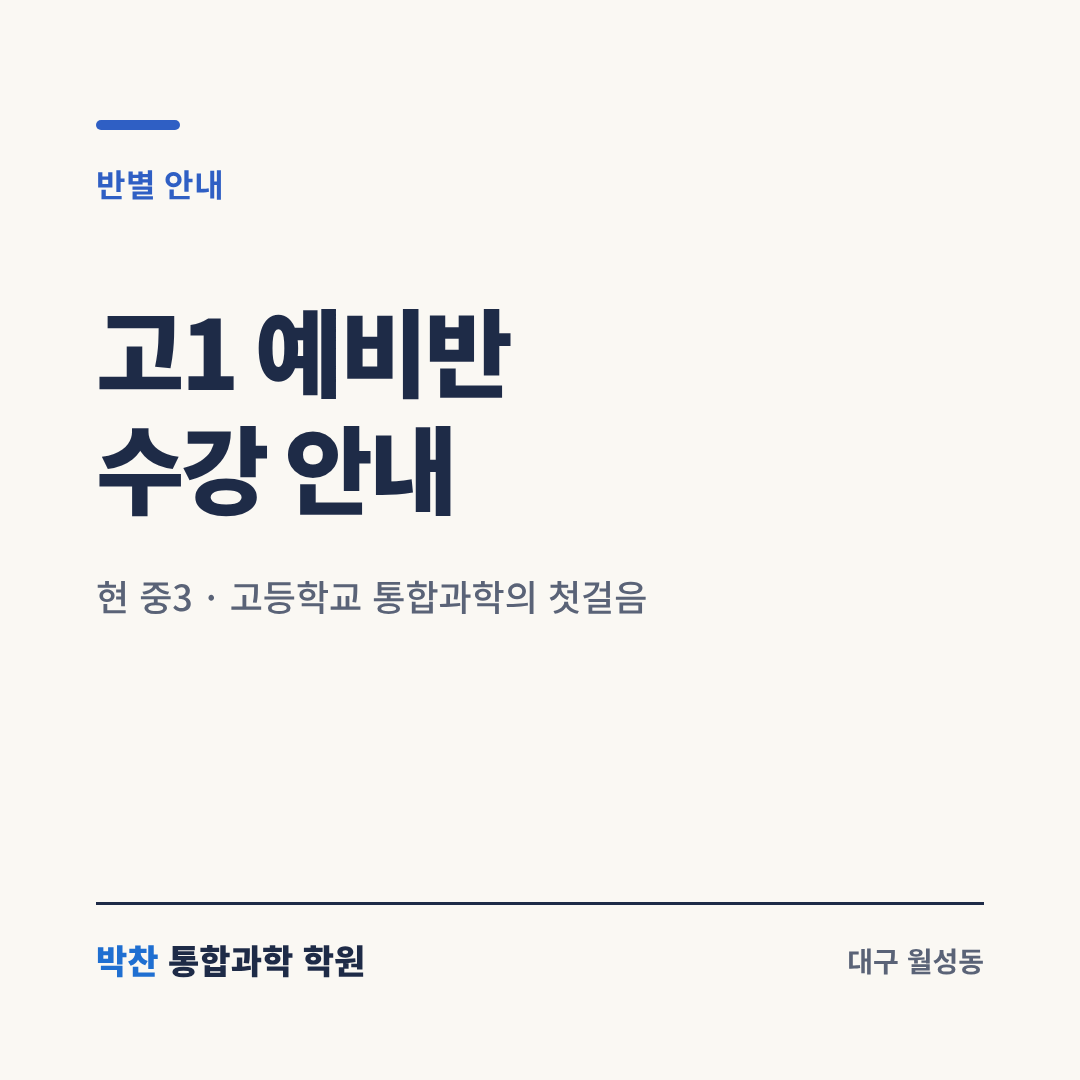 반별 안내
고1 예비반
수강 안내
현 중3 · 고등학교 통합과학의 첫걸음
박찬 통합과학 학원
대구 월성동